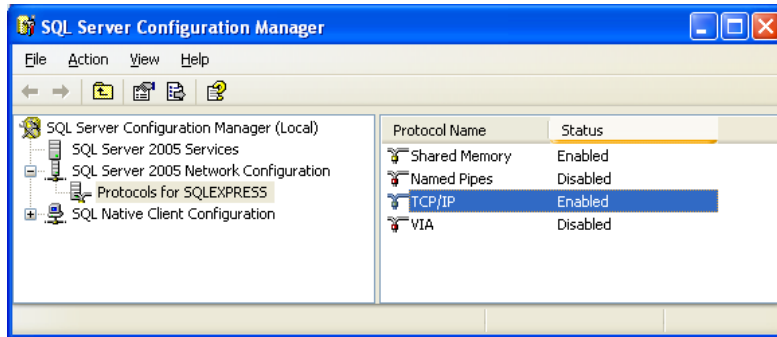 SQL Server Configuration Manager
File Action View Help
SQL Server Configuration Manager (Local)
SQL Server 2005 Services
SQL Server 2005 Network Configuration
Protocols for SQLEXPRESS
SQL Native Client Configuration
Protocol Name Status
Shared Memory Enabled
Named Pipes Disabled
TCP/IP Enabled
VIA Disabled